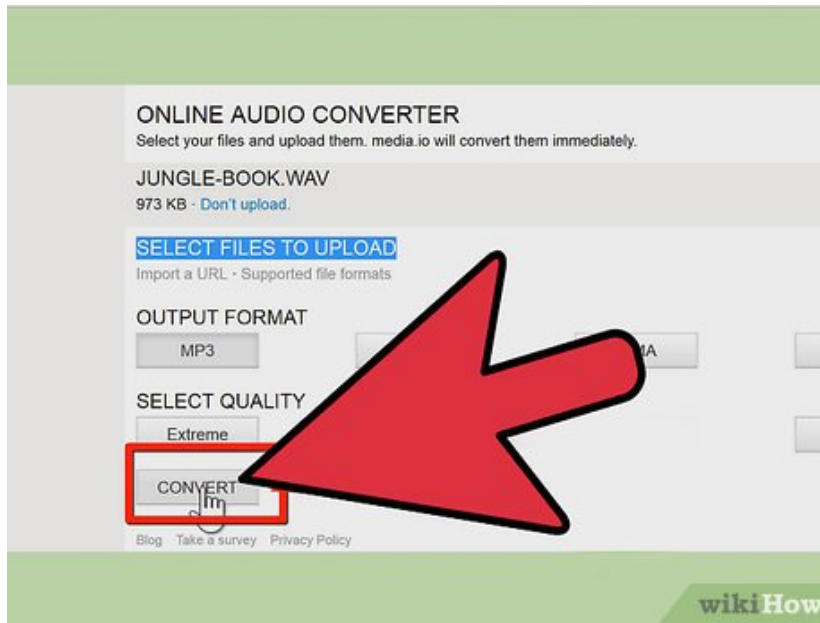 ONLINE AUDIO CONVERTER
Select your files and upload them. media.io will convert them immediately.
JUNGLE-BOOK.WAV
973 KB - Don't upload.
SELECT FILES TO UPLOAD
Import a URL · Supported file formats
OUTPUT FORMAT
MP3
SELECT QUALITY
Extreme
CONVERT
Blog Take a survey Privacy Policy
wikiHow